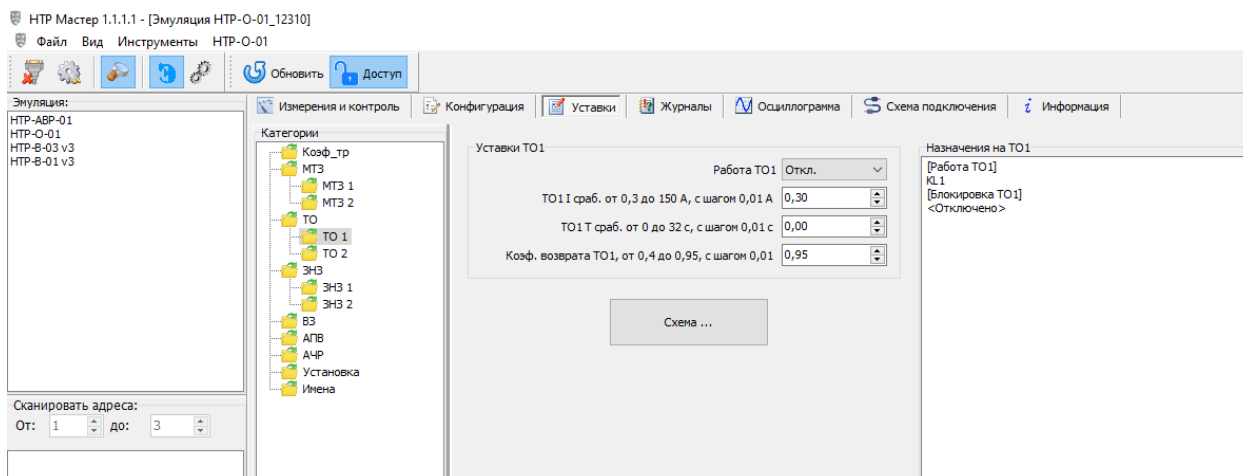 НТР Мастер 1.1.1.1 - [Эмуляция НТР-О-01_12310]
Файл Вид Инструменты НТР-О-01
Обновить Доступ
Эмуляция:
НТР-АВР-01
НТР-О-01
НТР-В-03 v3
НТР-В-01 v3
Сканировать адреса:
От: 1 до: 3
Измерения и контроль Конфигурация Уставки Журналы Осциллограмма Схема подключения Информация
Категории
Коэф_тр
МТЗ
МТЗ 1
МТЗ 2
ТО
ТО 1
ТО 2
ЗНЗ
ЗНЗ 1
ЗНЗ 2
ВЗ
АПВ
АЧР
Установка
Имена
Уставки ТО1
Работа ТО1 Откл.
ТО1 I сраб. от 0,3 до 150 А, с шагом 0,01 А 0,30
ТО1 Т сраб. от 0 до 32 с, с шагом 0,01 с 0,00
Коэф. возврата ТО1, от 0,4 до 0,95, с шагом 0,01 0,95
Схема ...
Назначения на ТО1
[Работа ТО1]
KL1
[Блокировка ТО1]
<Отключено>